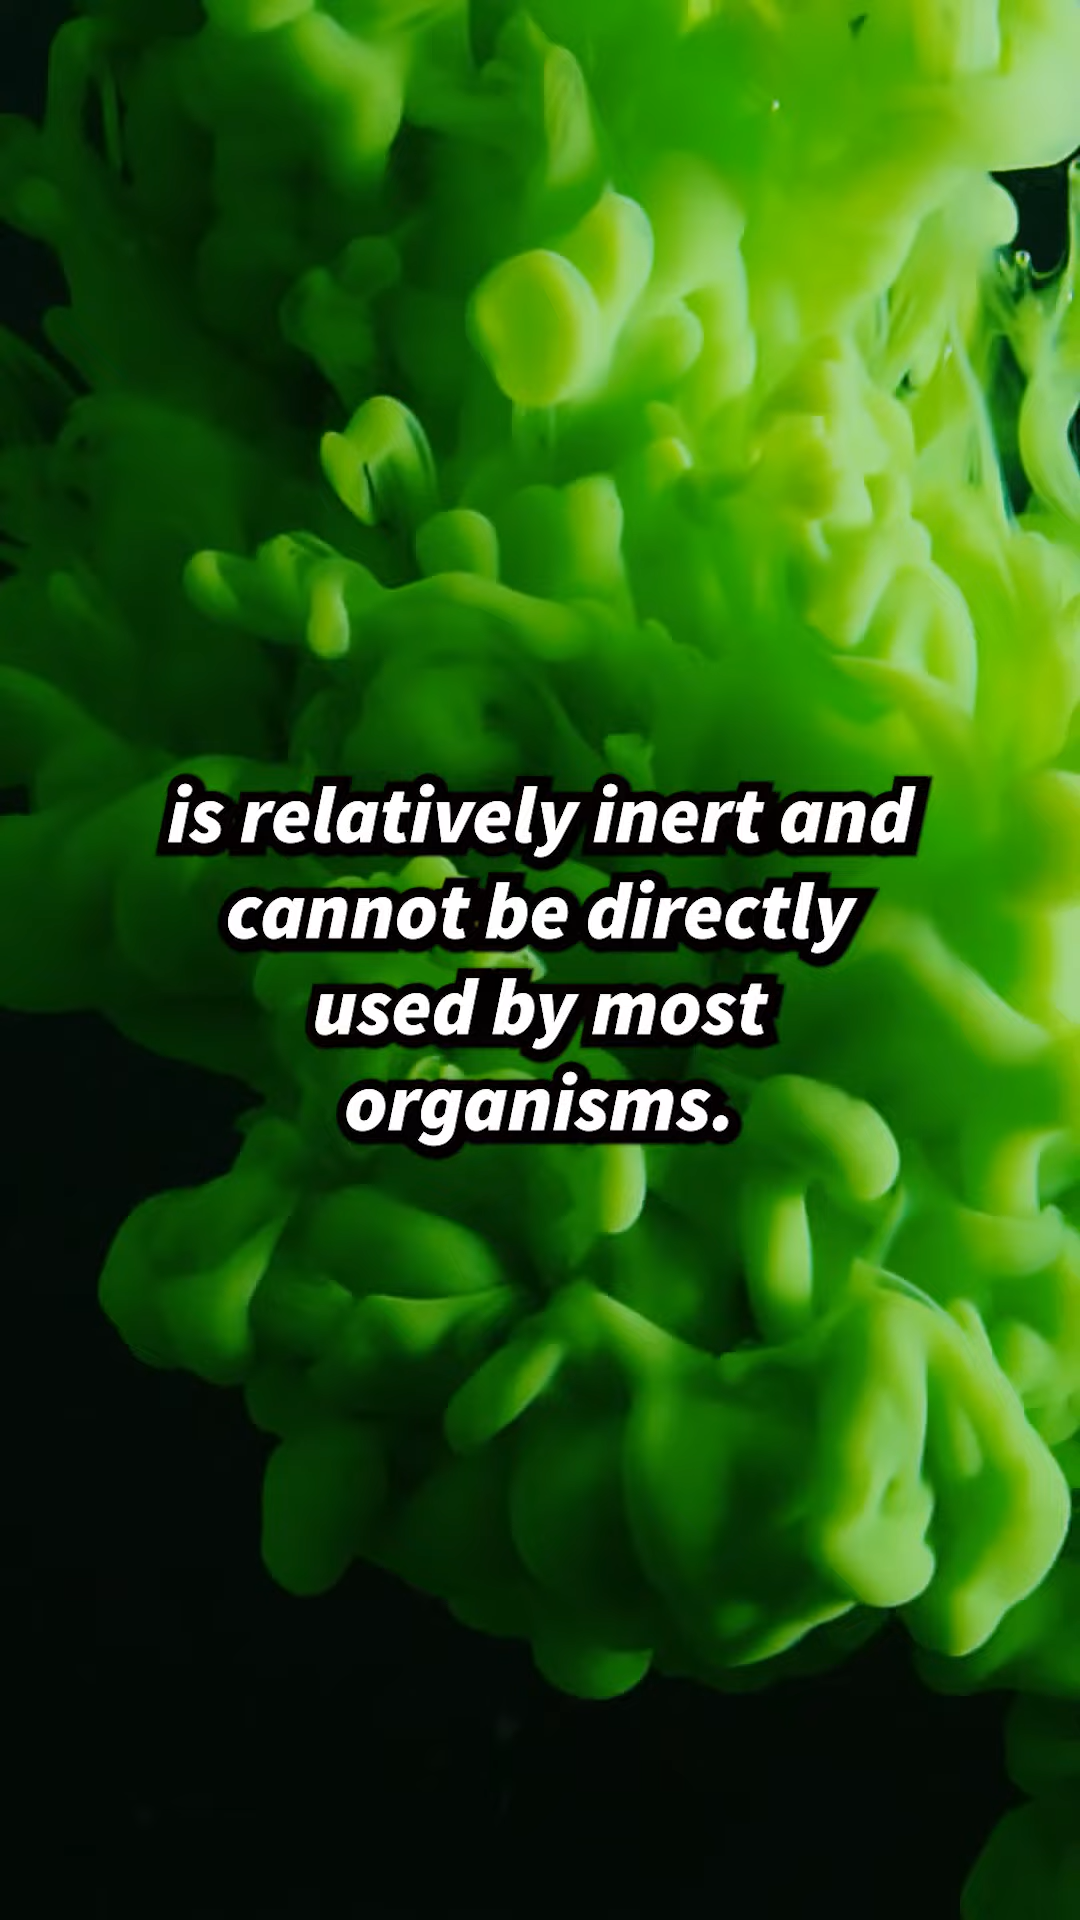 is relatively inert and
cannot be directly
used by most
organisms.